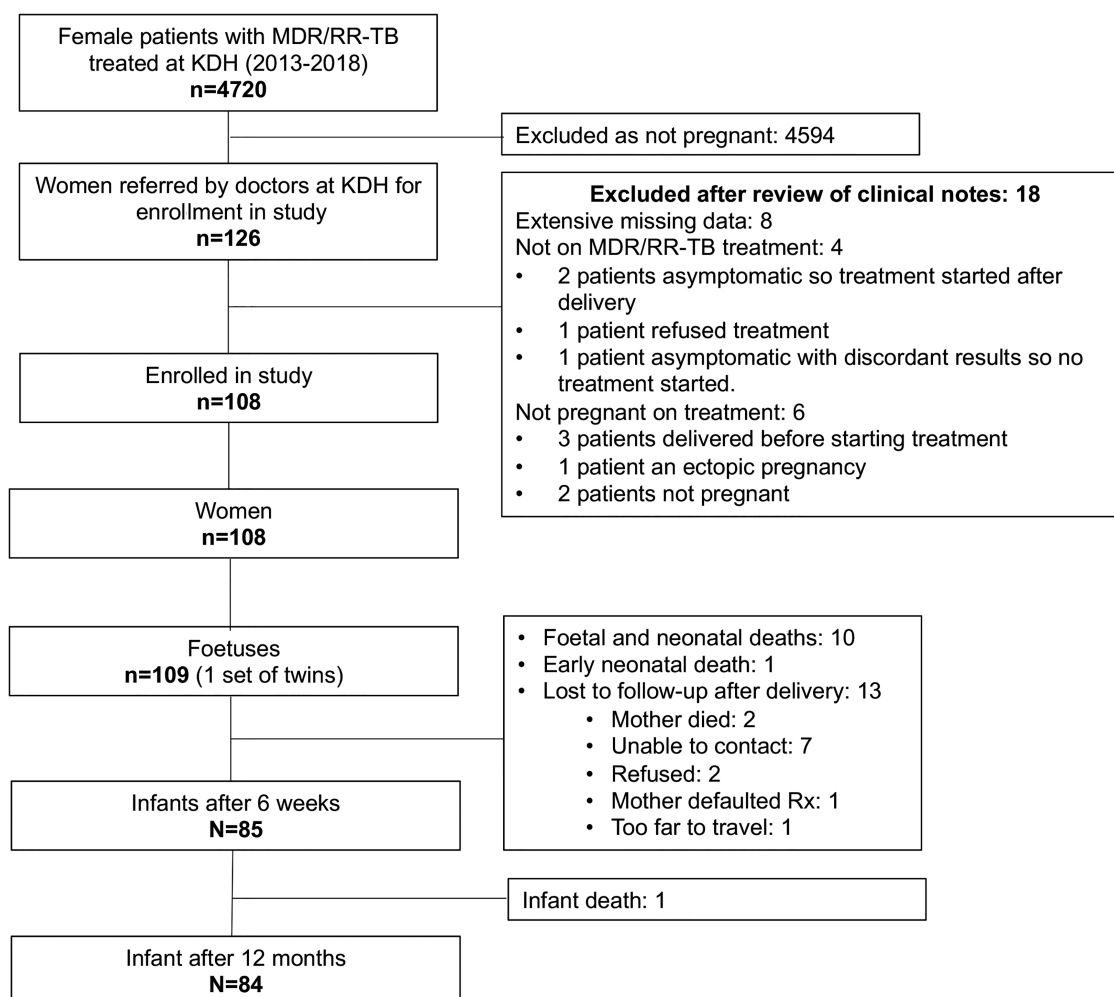 Female patients with MDR/RR-TB
treated at KDH (2013-2018)
n=4720
Excluded as not pregnant: 4594
Women referred by doctors at KDH for
enrollment in study
n=126
Excluded after review of clinical notes: 18
Extensive missing data: 8
Not on MDR/RR-TB treatment: 4
• 2 patients asymptomatic so treatment started after
delivery
• 1 patient refused treatment
• 1 patient asymptomatic with discordant results so no
treatment started.
Not pregnant on treatment: 6
• 3 patients delivered before starting treatment
• 1 patient an ectopic pregnancy
• 2 patients not pregnant
Enrolled in study
n=108
Women
n=108
Foetuses
n=109 (1 set of twins)
• Foetal and neonatal deaths: 10
• Early neonatal death: 1
• Lost to follow-up after delivery: 13
• Mother died: 2
• Unable to contact: 7
• Refused: 2
• Mother defaulted Rx: 1
• Too far to travel: 1
Infants after 6 weeks
N=85
Infant death: 1
Infant after 12 months
N=84